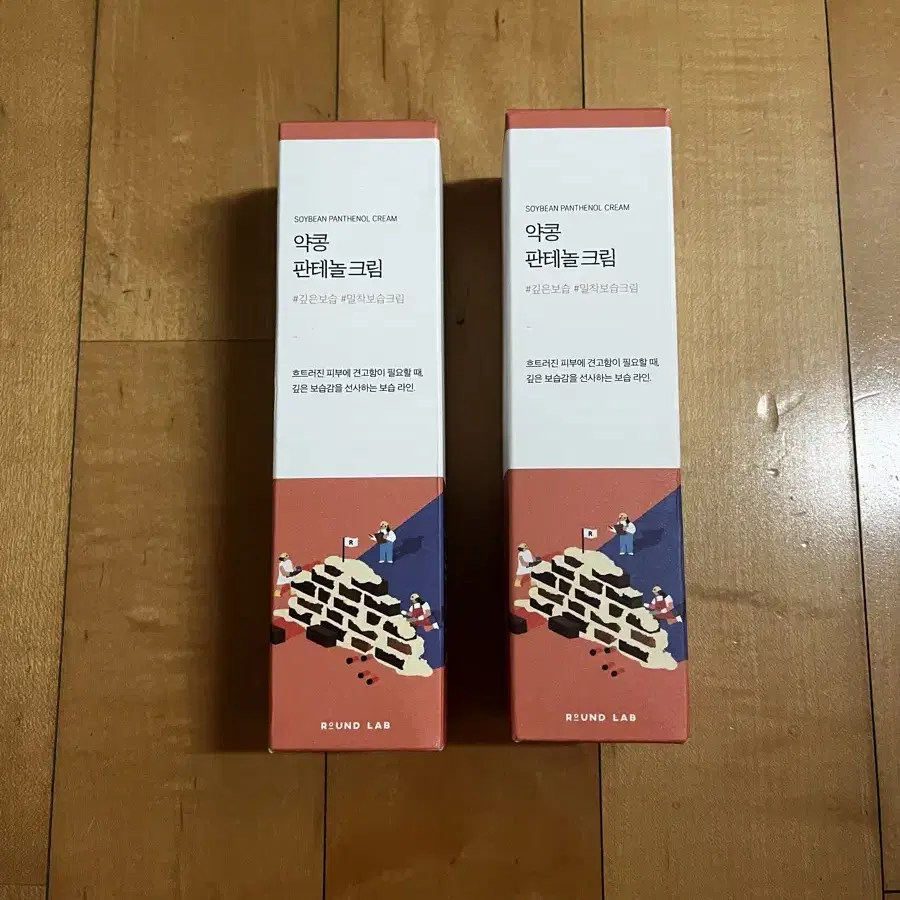 SOYBEAN PANTHENOL CREAM
약콩
판테놀크림
#깊은보습 #밀착보습크림
흐트러진 피부에 견고함이 필요할 때,
깊은 보습감을 선사하는 보습 라인.
R
ROUND LAB
SOYBEAN PANTHENOL CREAM
약콩
판테놀크림
#깊은보습 #밀착보습크림
흐트러진 피부에 견고함이 필요할 때,
깊은 보습감을 선사하는 보습 라인.
R
ROUND LAB